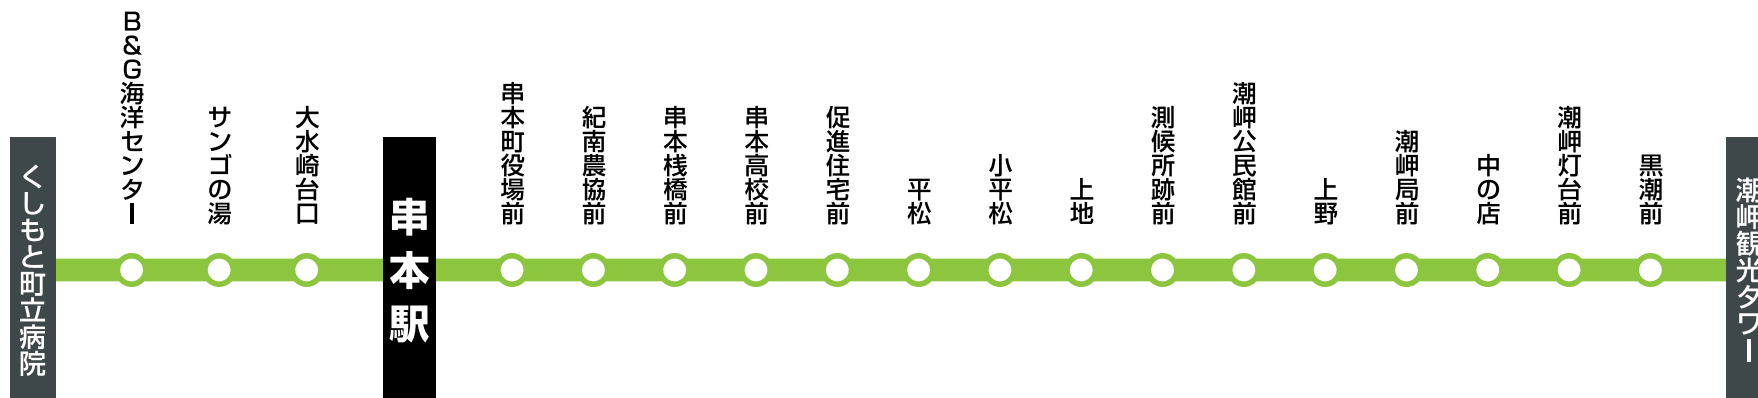 くしもと町立病院
B&G海洋センター
サンゴの湯
大水崎台口
串本駅
串本町役場前
紀南農協前
串本桟橋前
串本高校前
促進住宅前
平松
小平松
上地
測候所跡前
潮岬公民館前
上野
潮岬局前
中の店
潮岬灯台前
黒潮前
潮岬観光タワー